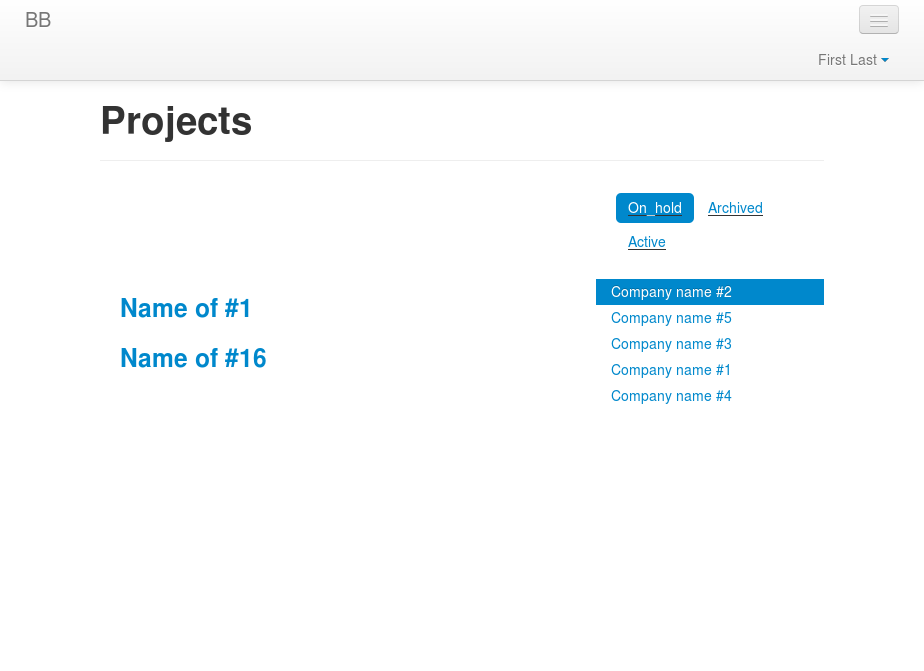 BB
First Last
Projects
On_hold Archived
Active
Name of #1
Name of #16
Company name #2
Company name #5
Company name #3
Company name #1
Company name #4